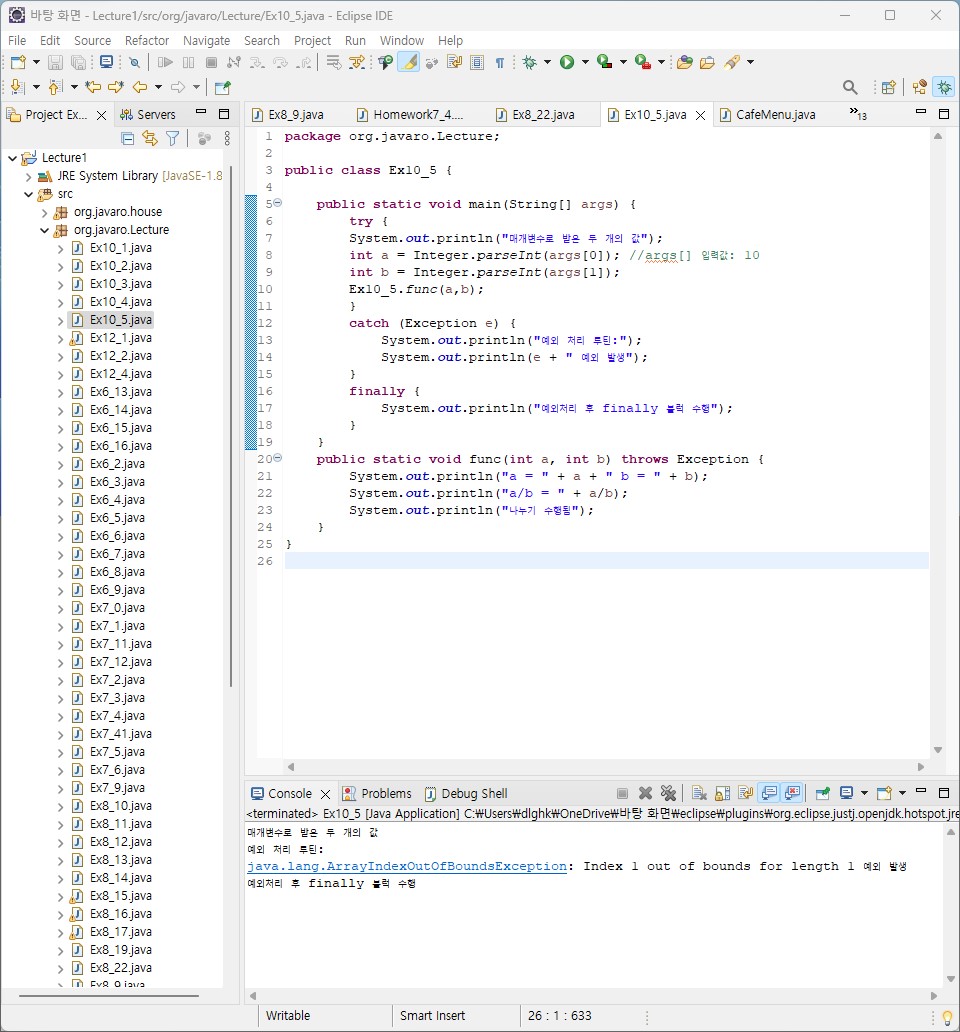 바탕 화면 - Lecture1/src/org/javaro/Lecture/Ex10_5.java - Eclipse IDE
File Edit Source Refactor Navigate Search Project Run Window Help
Project Ex... Servers
Lecture1
JRE System Library [JavaSE-1.8
src
org.javaro.house
org.javaro.Lecture
Ex10_1.java
Ex10_2.java
Ex10_3.java
Ex10_4.java
Ex10_5.java
Ex12_1.java
Ex12_2.java
Ex12_4.java
Ex6_13.java
Ex6_14.java
Ex6_15.java
Ex6_16.java
Ex6_2.java
Ex6_3.java
Ex6_4.java
Ex6_5.java
Ex6_6.java
Ex6_7.java
Ex6_8.java
Ex6_9.java
Ex7_0.java
Ex7_1.java
Ex7_11.java
Ex7_12.java
Ex7_2.java
Ex7_3.java
Ex7_4.java
Ex7_41.java
Ex7_5.java
Ex7_6.java
Ex7_9.java
Ex8_10.java
Ex8_11.java
Ex8_12.java
Ex8_13.java
Ex8_14.java
Ex8_15.java
Ex8_16.java
Ex8_17.java
Ex8_19.java
Ex8_22.java
Ex8_9.java
Ex8_9.java Homework7_4.... Ex8_22.java Ex10_5.java CafeMenu.java »13
1 package org.javaro.Lecture;
2
3 public class Ex10_5 {
4
5 public static void main(String[] args) {
6 try {
7 System.out.println("매개변수로 받은 두 개의 값");
8 int a = Integer.parseInt(args[0]); //args[] 입력값: 10
9 int b = Integer.parseInt(args[1]);
10 Ex10_5.func(a,b);
11 }
12 catch (Exception e) {
13 System.out.println("예외 처리 루틴:");
14 System.out.println(e + " 예외 발생");
15 }
16 finally {
17 System.out.println("예외처리 후 finally 블럭 수행");
18 }
19 }
20 public static void func(int a, int b) throws Exception {
21 System.out.println("a = " + a + " b = " + b);
22 System.out.println("a/b = " + a/b);
23 System.out.println("나누기 수행됨");
24 }
25 }
26
Console Problems Debug Shell
<terminated> Ex10_5 [Java Application] C:₩Users₩dlghk₩OneDrive₩바탕 화면₩eclipse₩plugins₩org.eclipse.justj.openjdk.hotspot.jre
매개변수로 받은 두 개의 값
예외 처리 루틴:
java.lang.ArrayIndexOutOfBoundsException: Index 1 out of bounds for length 1 예외 발생
예외처리 후 finally 블럭 수행
Writable Smart Insert 26 : 1 : 633